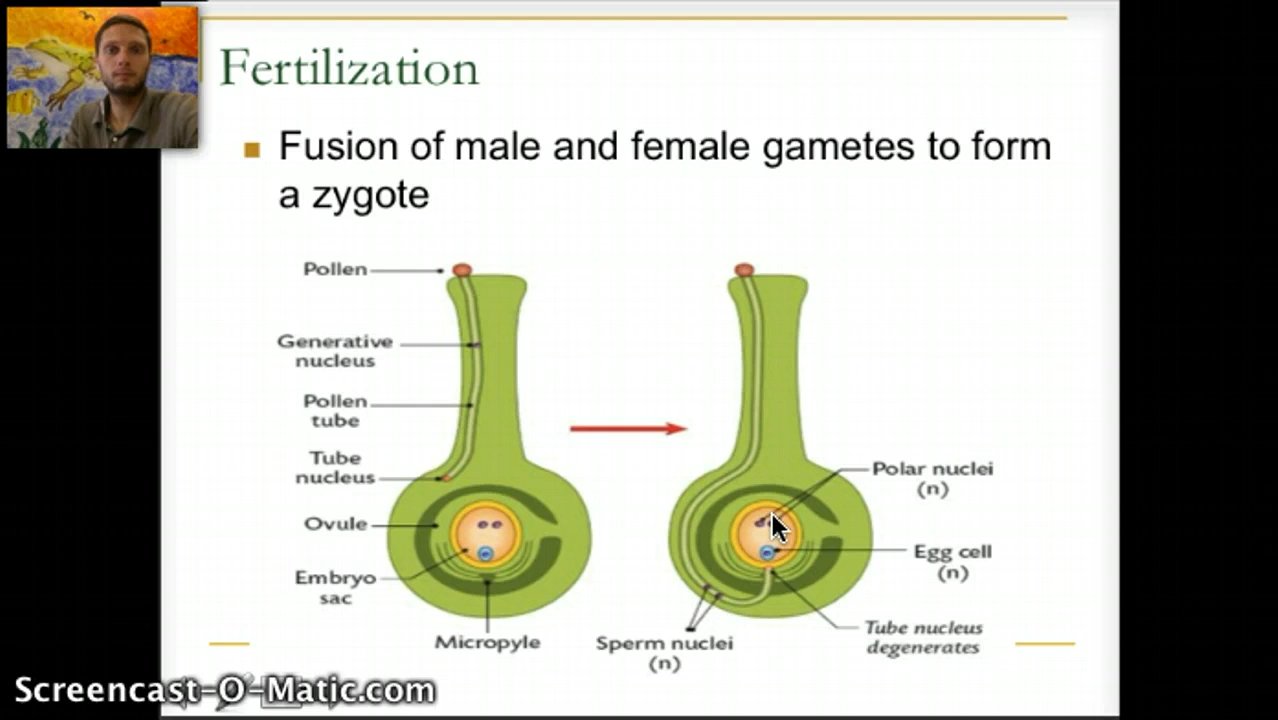 Fertilization
Fusion of male and female gametes to form
a zygote
Pollen
Generative
nucleus
Pollen
tube
Tube
nucleus
Ovule
Embryo
sac
Micropyle
Polar nuclei
(n)
Egg cell
(n)
Sperm nuclei
(n)
Tube nucleus
degenerates
Screencast-O-Matic.com